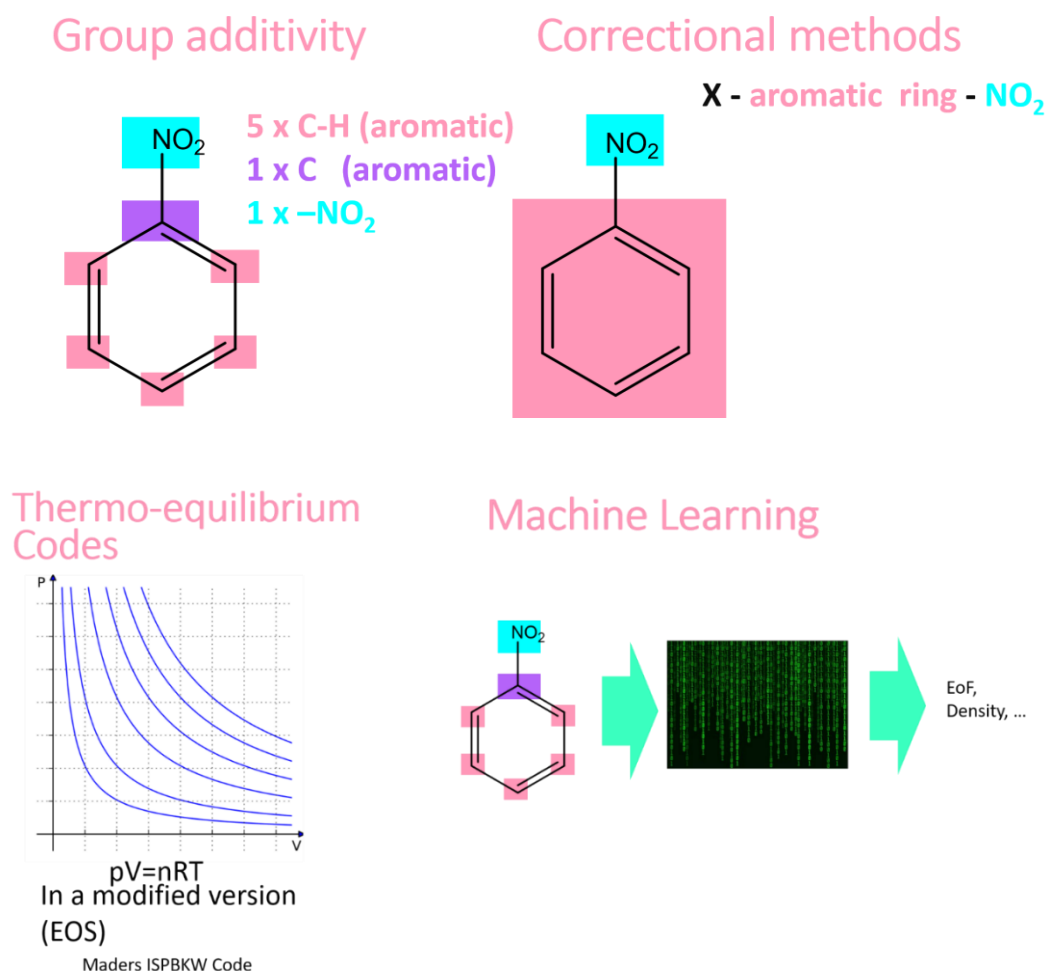 Group additivity
NO₂
5 x C-H (aromatic)
1 x C (aromatic)
1 x –NO₂
Correctional methods
X - aromatic ring - NO₂
NO₂
Thermo-equilibrium
Codes
P
V
pV=nRT
In a modified version
(EOS)
Maders ISPBKW Code
Machine Learning
NO₂
EoF,
Density, ...